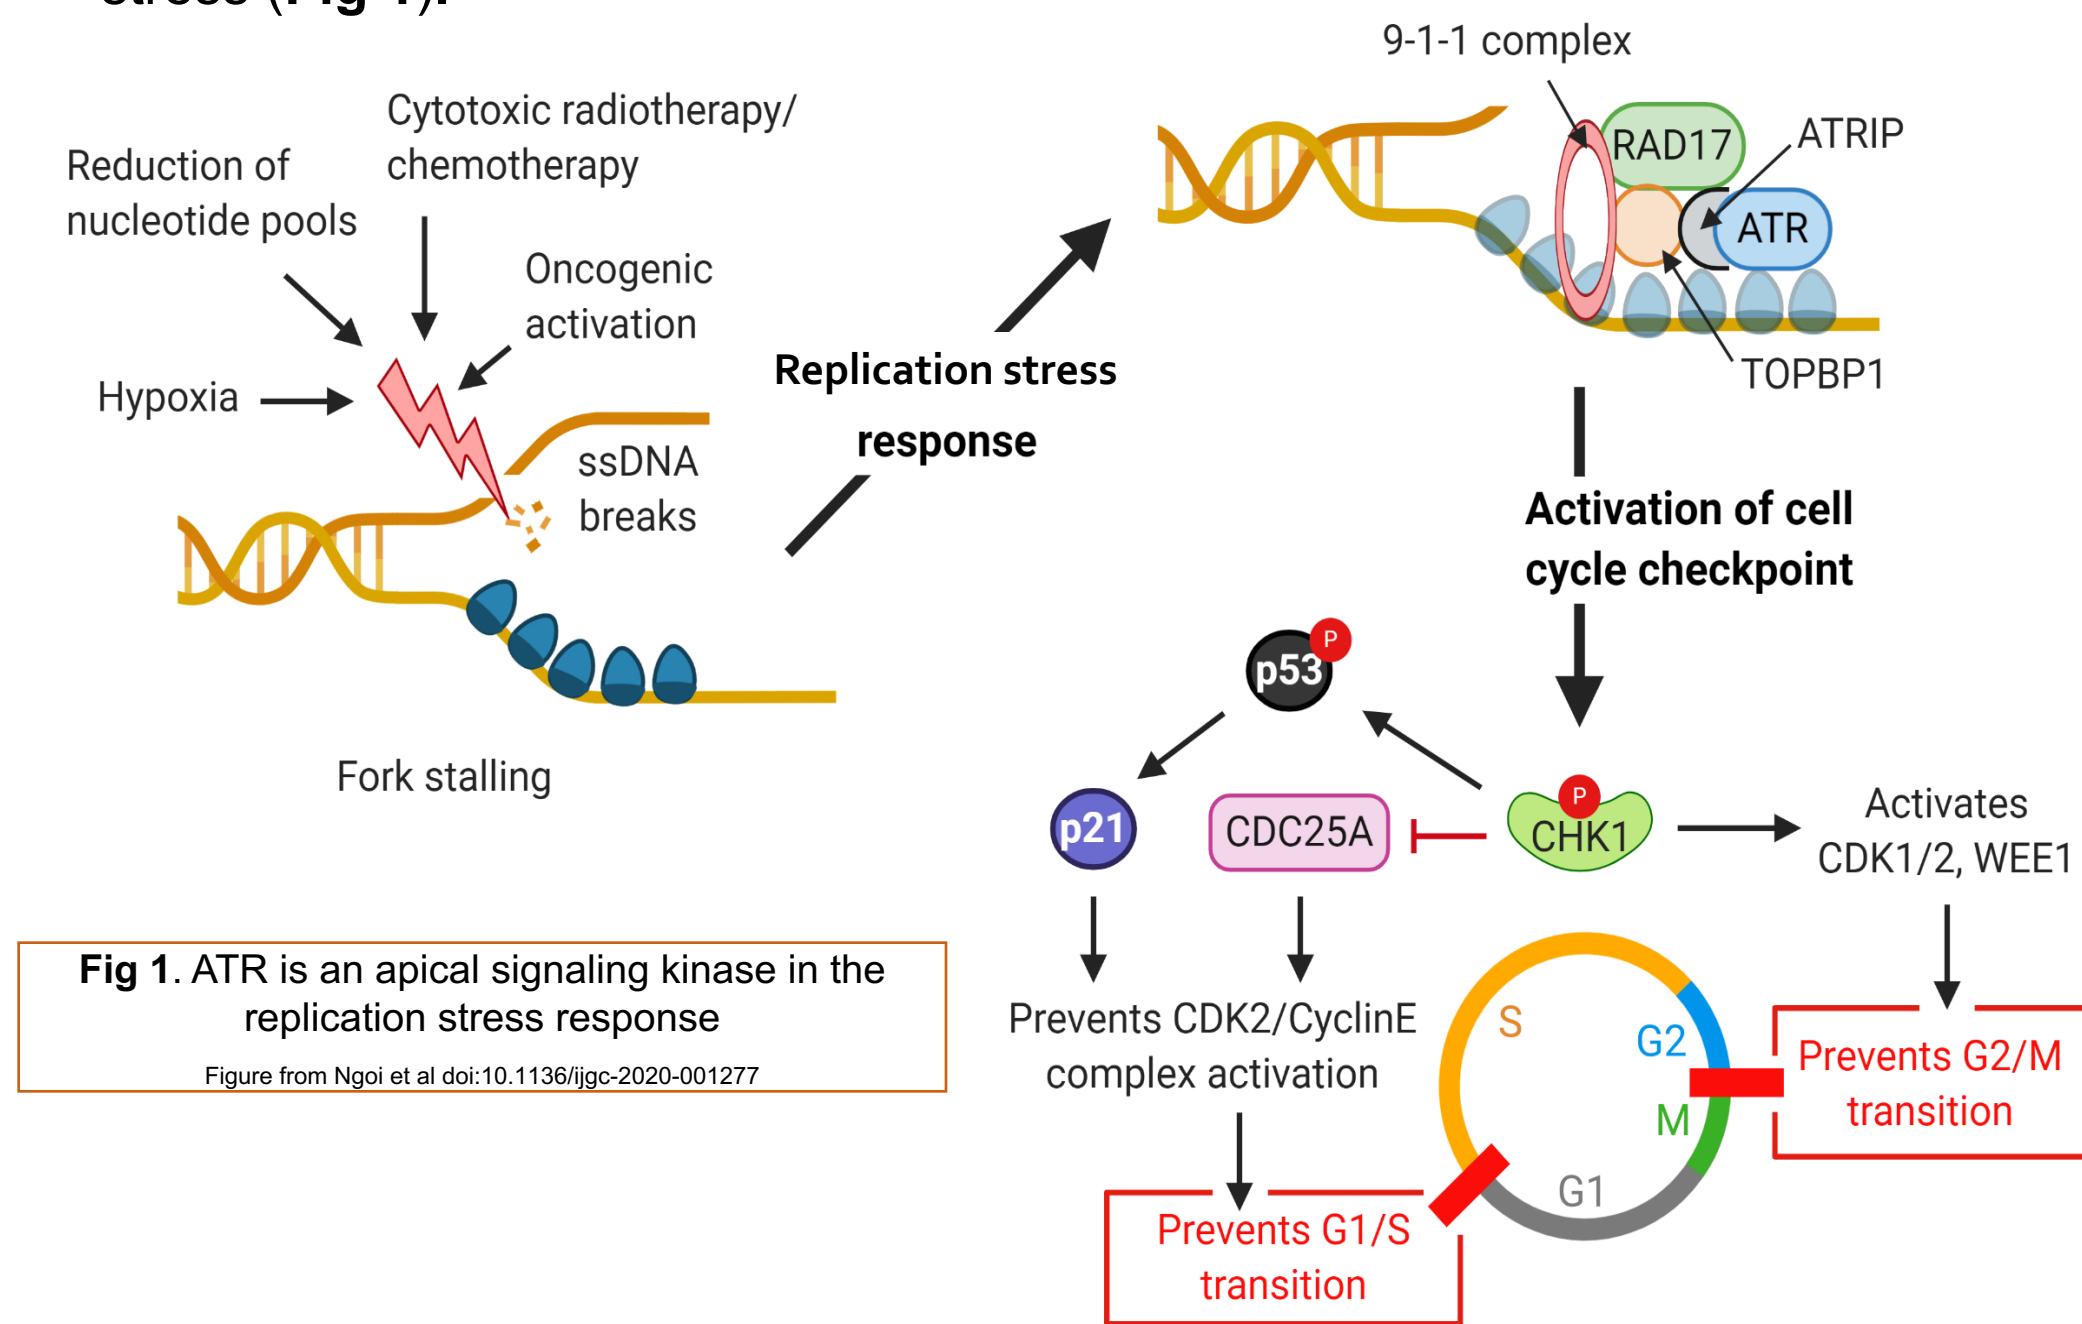 stress (Fig 1).
Reduction of
nucleotide pools
Cytotoxic radiotherapy/
chemotherapy
Oncogenic
activation
Hypoxia
ssDNA
breaks
Fork stalling
Replication stress
response
9-1-1 complex
RAD17
ATRIP
ATR
TOPBP1
Activation of cell
cycle checkpoint
P
p53
p21
CDC25A
P
CHK1
Activates
CDK1/2, WEE1
Prevents CDK2/CyclinE
complex activation
S
G2
M
G1
Prevents G2/M
transition
Prevents G1/S
transition
Fig 1. ATR is an apical signaling kinase in the
replication stress response
Figure from Ngoi et al doi:10.1136/ijgc-2020-001277